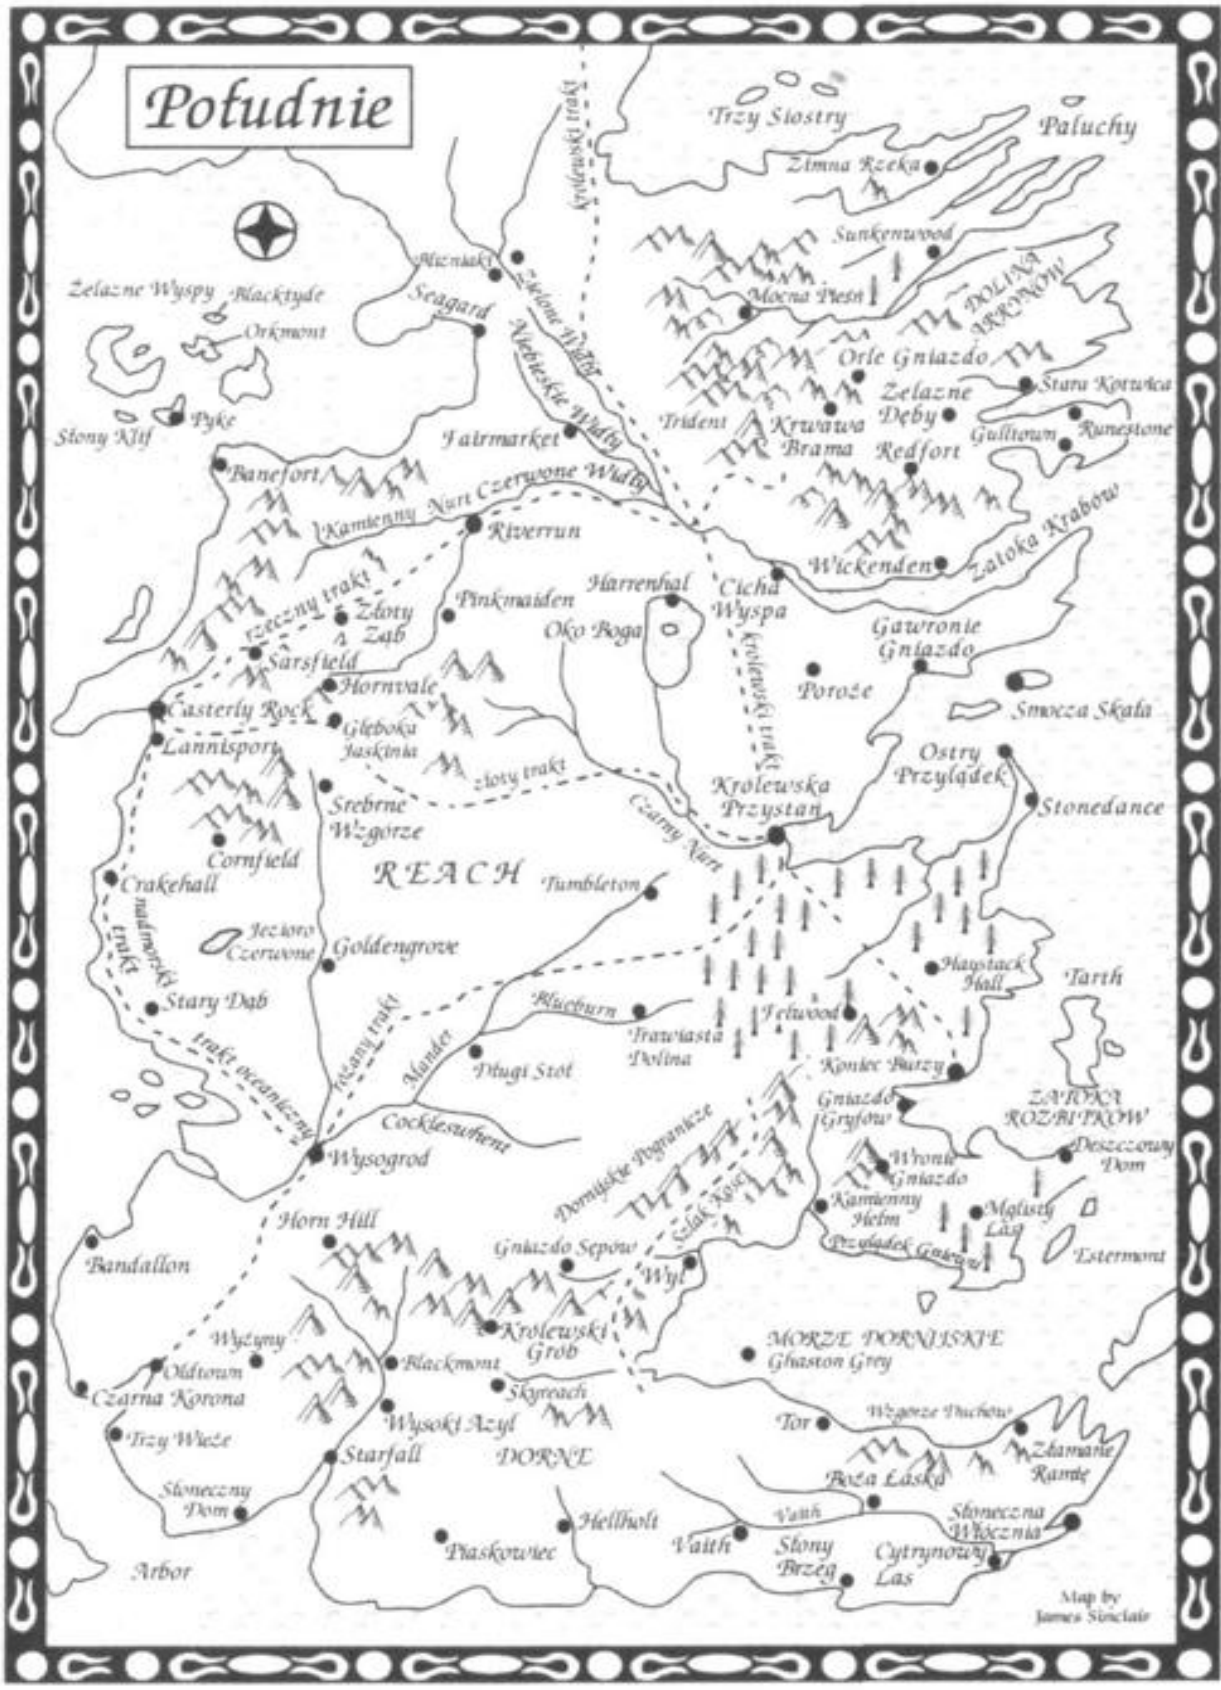 Południe
królewski trakt
Trzy Siostry
Paluchy
Zimna Rzeka
Sunkenwood
Bliźniaki
Żelazne Wyspy
Blacktyde
Seagard
Zielone Widły
Mocna Pieśń
DOLINA
ARRYNÓW
Orkmont
Niebieskie Widły
Orle Gniazdo
Stara Kotwica
Słony Klif
Pyke
Fairmarket
Trident
Krwawa
Brama
Żelazne
Dęby
Gulltown
Runestone
Redfort
Banefort
Kamienny Nurt
Czerwone Widły
Riverrun
Zatoka Krabów
Wickenden
Cicha
Wyspa
Harrenhal
Oko Boga
Pinkmaiden
rzeczny trakt
Złoty
Ząb
Sarsfield
Hornvale
Gawronie
Gniazdo
królewski trakt
Poroże
Smocza Skała
Casterly Rock
Lannisport
Głęboka
Jaskinia
złoty trakt
Ostry
Przylądek
Królewska
Przystań
Stonedance
Srebrne
Wzgórze
Czarny Nurt
Cornfield
REACH
Crakehall
Tumbleton
nadmorski
trakt
Jezioro
Czerwone
Goldengrove
Haystack
Hall
Tarth
Stary Dąb
różany trakt
Blueburn
Felwood
Trawiasta
Dolina
trakt oceaniczny
Mander
Długi Stół
Koniec Burzy
Gniazdo
Gryfów
ZATOKA
ROZBITKÓW
Cockleswhent
Wysogród
Dornijskie Pogranicze
Deszczowy
Dom
Wronie
Gniazdo
Szlak Kości
Kamienny
Hełm
Mglisty
Las
Horn Hill
Gniazdo Sępów
Przylądek Gniewu
Estermont
Bandallon
Wyl
Królewski
Grób
Wyżyny
MORZE DORNIJSKIE
Ghaston Grey
Oldtown
Blackmont
Czarna Korona
Skyreach
Wysoki Azyl
Tor
Wzgórze Duchów
Trzy Wieże
Starfall
DORNE
Złamane
Ramię
Boża Łaska
Słoneczny
Dom
Hellholt
Vaith
Vaith
Słoneczna
Włócznia
Piaskowiec
Słony
Brzeg
Cytrynowy
Las
Arbor
Map by
James Sinclair